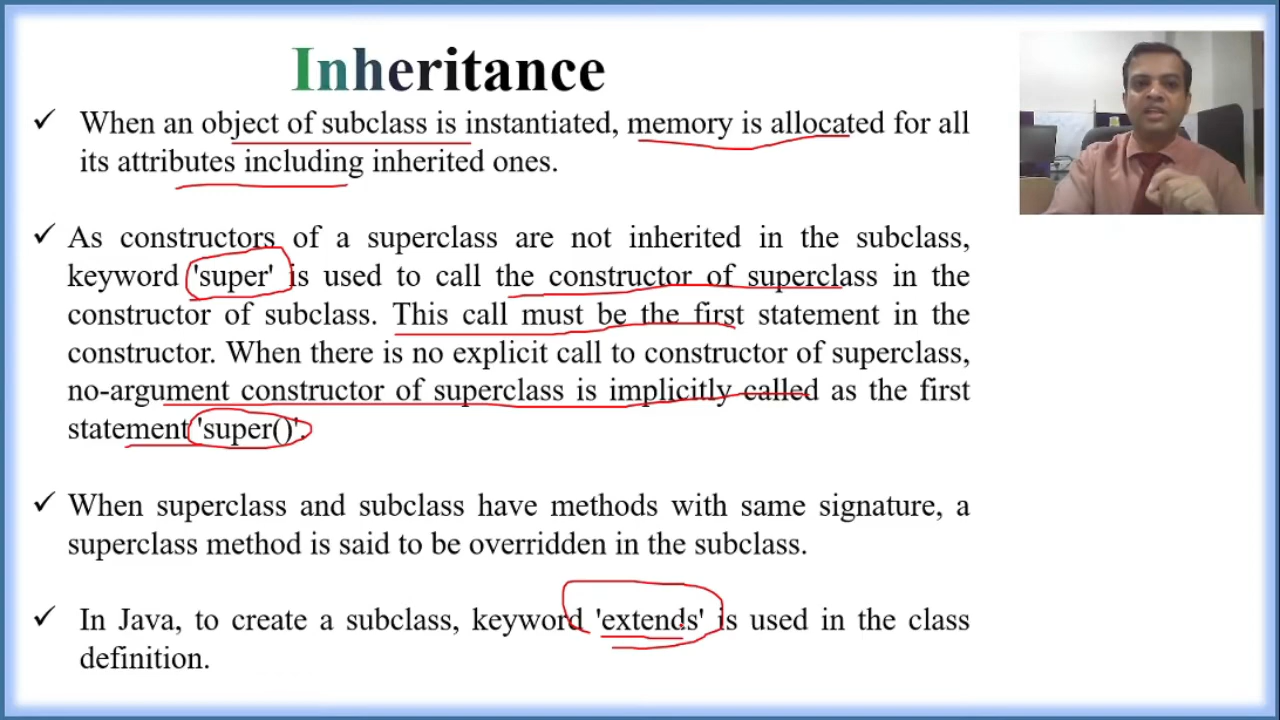 Inheritance
✓ When an object of subclass is instantiated, memory is allocated for all
its attributes including inherited ones.
✓ As constructors of a superclass are not inherited in the subclass,
keyword 'super' is used to call the constructor of superclass in the
constructor of subclass. This call must be the first statement in the
constructor. When there is no explicit call to constructor of superclass,
no-argument constructor of superclass is implicitly called as the first
statement 'super()'.
✓ When superclass and subclass have methods with same signature, a
superclass method is said to be overridden in the subclass.
✓ In Java, to create a subclass, keyword 'extends' is used in the class
definition.